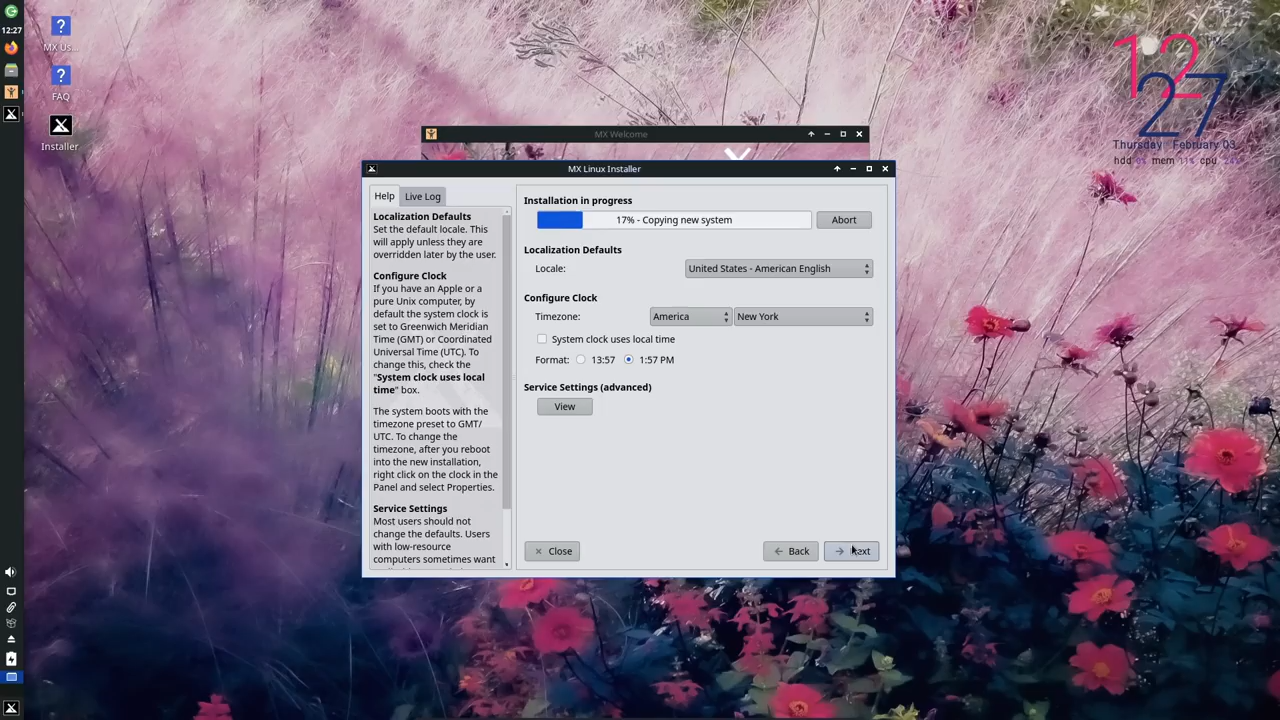 12:27
MX Us...
FAQ
Installer
12
27
Thursday February 03
hdd mem 11% cpu
MX Welcome
MX Linux Installer
Help
Live Log
Localization Defaults
Set the default locale. This
will apply unless they are
overridden later by the user.
Configure Clock
If you have an Apple or a
pure Unix computer, by
default the system clock is
set to Greenwich Meridian
Time (GMT) or Coordinated
Universal Time (UTC). To
change this, check the
"System clock uses local
time" box.
The system boots with the
timezone preset to GMT/
UTC. To change the
timezone, after you reboot
into the new installation,
right click on the clock in the
Panel and select Properties.
Service Settings
Most users should not
change the defaults. Users
with low-resource
computers sometimes want
Installation in progress
17% - Copying new system
Abort
Localization Defaults
Locale:
United States - American English
Configure Clock
Timezone:
America
New York
System clock uses local time
Format:
13:57
1:57 PM
Service Settings (advanced)
View
Close
Back